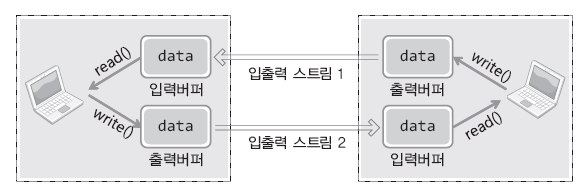 read()
data
입력버퍼
write()
data
출력버퍼
입출력 스트림 1
입출력 스트림 2
data
출력버퍼
write()
data
입력버퍼
read()